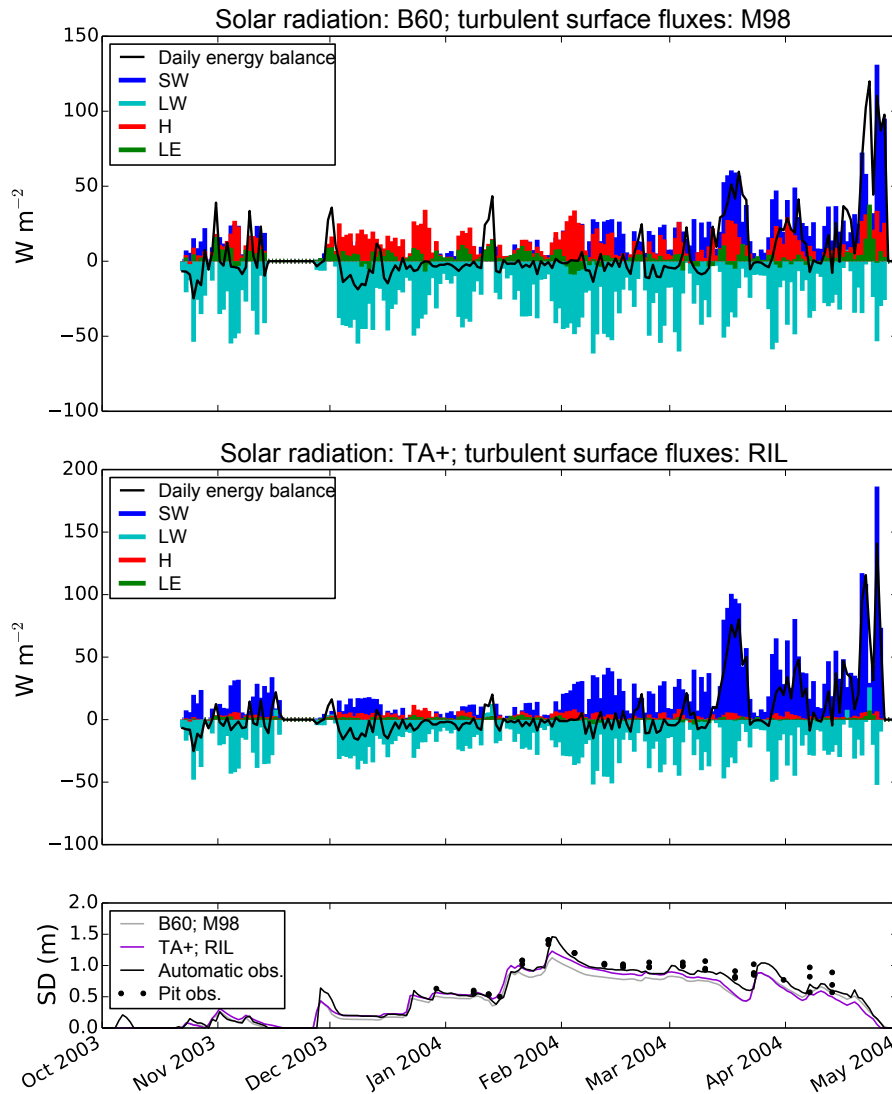 Solar radiation: B60; turbulent surface fluxes: M98
150
100
50
0
−50
−100
W m⁻²
Daily energy balance
SW
LW
H
LE
Solar radiation: TA+; turbulent surface fluxes: RIL
200
150
100
50
0
−50
−100
W m⁻²
Daily energy balance
SW
LW
H
LE
2.0
1.5
1.0
0.5
0.0
SD (m)
B60; M98
TA+; RIL
Automatic obs.
Pit obs.
Oct 2003
Nov 2003
Dec 2003
Jan 2004
Feb 2004
Mar 2004
Apr 2004
May 2004